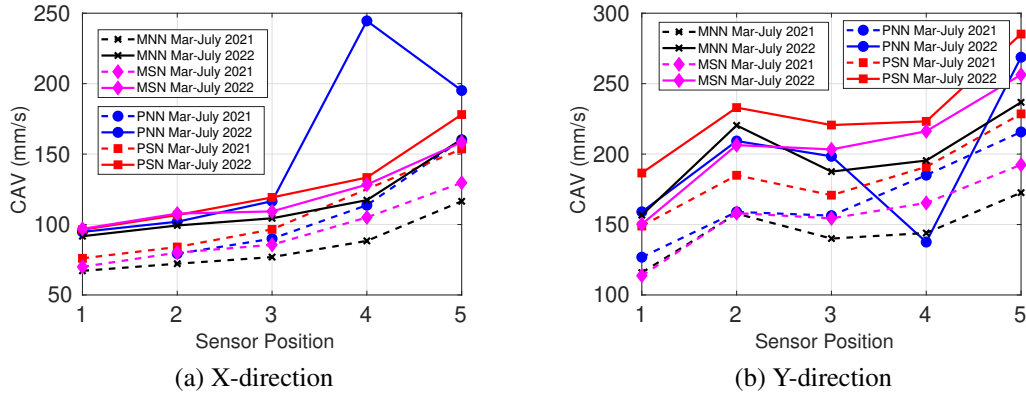 300
250
200
150
100
50
CAV (mm/s)
MNN Mar-July 2021
MNN Mar-July 2022
MSN Mar-July 2021
MSN Mar-July 2022
PNN Mar-July 2021
PNN Mar-July 2022
PSN Mar-July 2021
PSN Mar-July 2022
1 2 3 4 5
Sensor Position
(a) X-direction
300
250
200
150
100
CAV (mm/s)
MNN Mar-July 2021
MNN Mar-July 2022
MSN Mar-July 2021
MSN Mar-July 2022
PNN Mar-July 2021
PNN Mar-July 2022
PSN Mar-July 2021
PSN Mar-July 2022
1 2 3 4 5
Sensor Position
(b) Y-direction